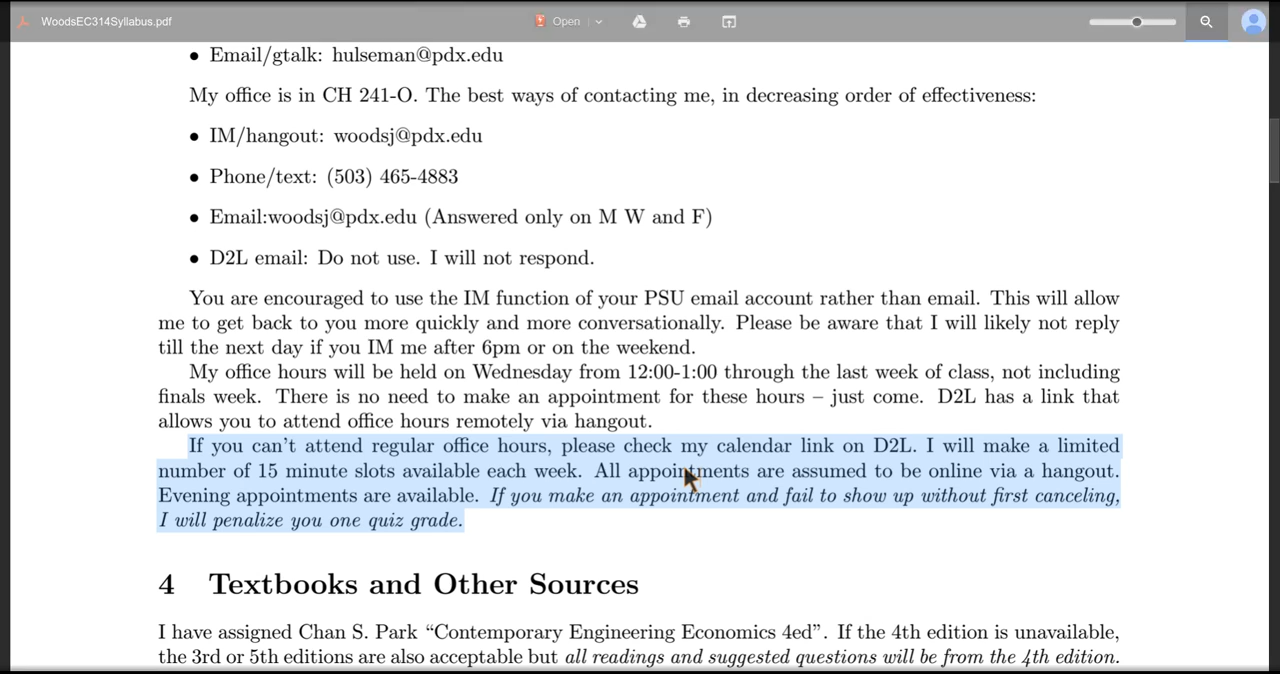 WoodsEC314Syllabus.pdf
Open
• Email/gtalk: hulseman@pdx.edu
My office is in CH 241-O. The best ways of contacting me, in decreasing order of effectiveness:
• IM/hangout: woodsj@pdx.edu
• Phone/text: (503) 465-4883
• Email:woodsj@pdx.edu (Answered only on M W and F)
• D2L email: Do not use. I will not respond.
You are encouraged to use the IM function of your PSU email account rather than email. This will allow
me to get back to you more quickly and more conversationally. Please be aware that I will likely not reply
till the next day if you IM me after 6pm or on the weekend.
My office hours will be held on Wednesday from 12:00-1:00 through the last week of class, not including
finals week. There is no need to make an appointment for these hours – just come. D2L has a link that
allows you to attend office hours remotely via hangout.
If you can't attend regular office hours, please check my calendar link on D2L. I will make a limited
number of 15 minute slots available each week. All appointments are assumed to be online via a hangout.
Evening appointments are available. If you make an appointment and fail to show up without first canceling,
I will penalize you one quiz grade.
4 Textbooks and Other Sources
I have assigned Chan S. Park “Contemporary Engineering Economics 4ed”. If the 4th edition is unavailable,
the 3rd or 5th editions are also acceptable but all readings and suggested questions will be from the 4th edition.